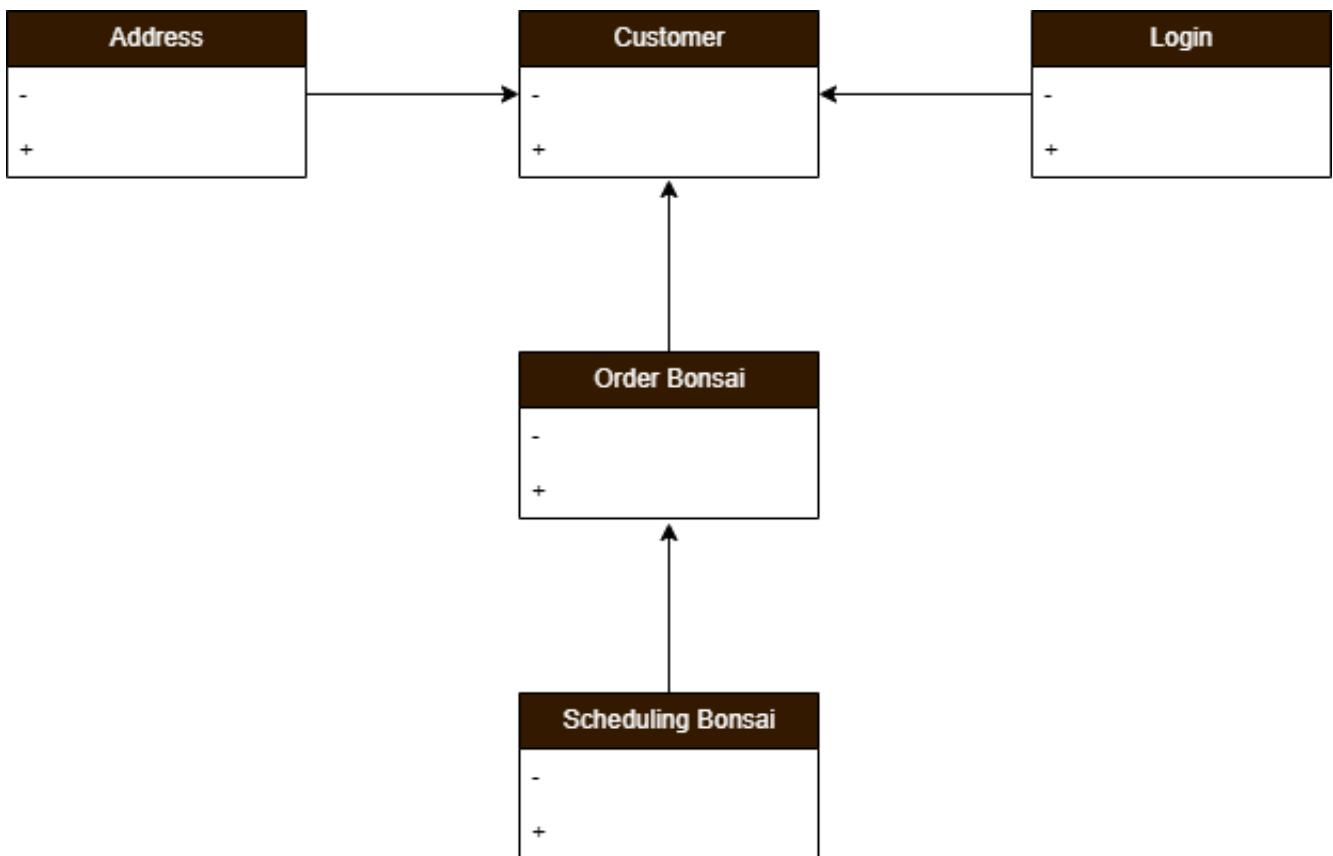 Address
-
+
Customer
-
+
Login
-
+
Order Bonsai
-
+
Scheduling Bonsai
-
+